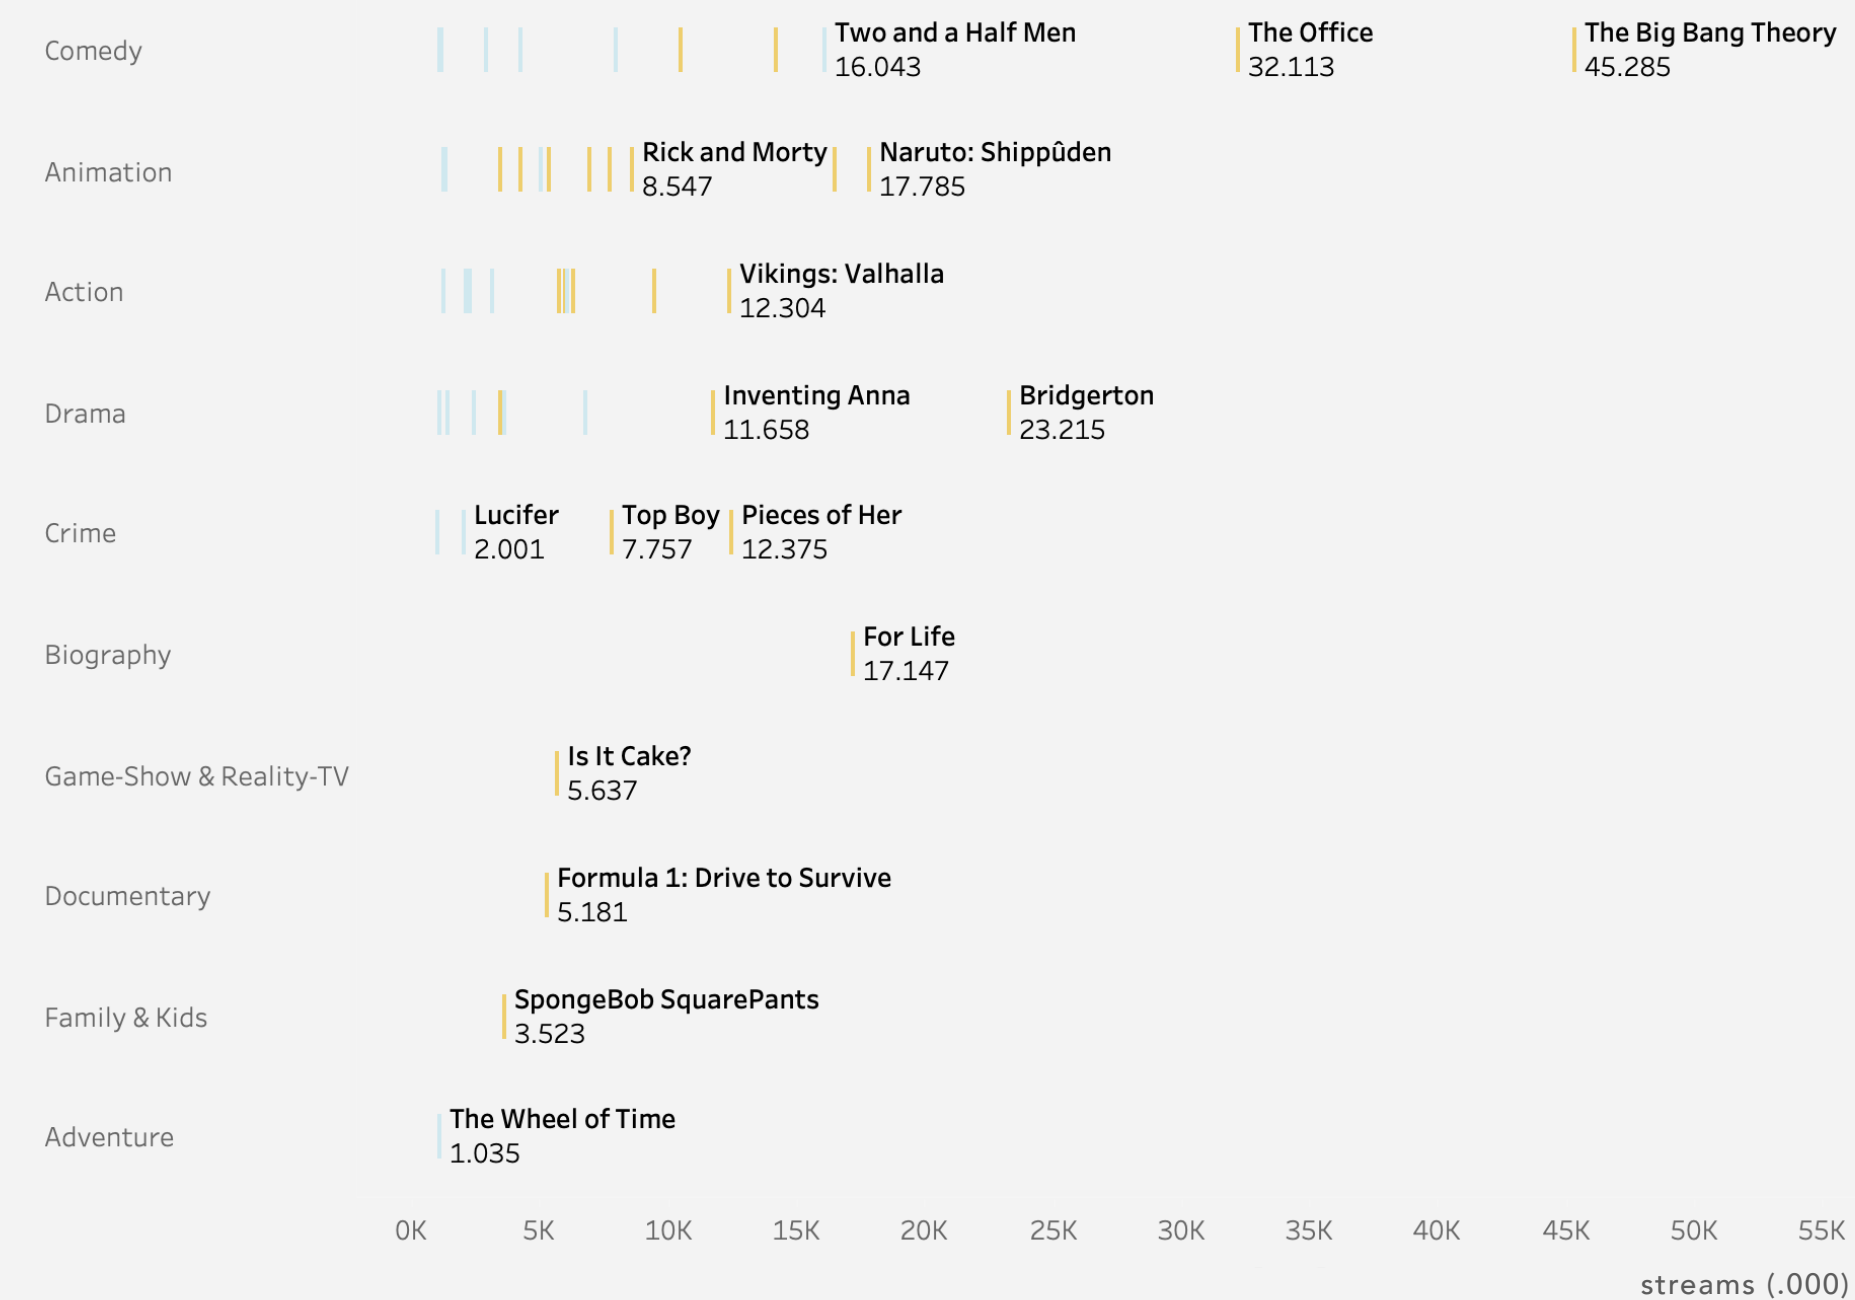 Comedy
Two and a Half Men
16.043
The Office
32.113
The Big Bang Theory
45.285
Animation
Rick and Morty
8.547
Naruto: Shippûden
17.785
Action
Vikings: Valhalla
12.304
Drama
Inventing Anna
11.658
Bridgerton
23.215
Crime
Lucifer
2.001
Top Boy
7.757
Pieces of Her
12.375
Biography
For Life
17.147
Game-Show & Reality-TV
Is It Cake?
5.637
Documentary
Formula 1: Drive to Survive
5.181
Family & Kids
SpongeBob SquarePants
3.523
Adventure
The Wheel of Time
1.035
0K 5K 10K 15K 20K 25K 30K 35K 40K 45K 50K 55K
streams (.000)